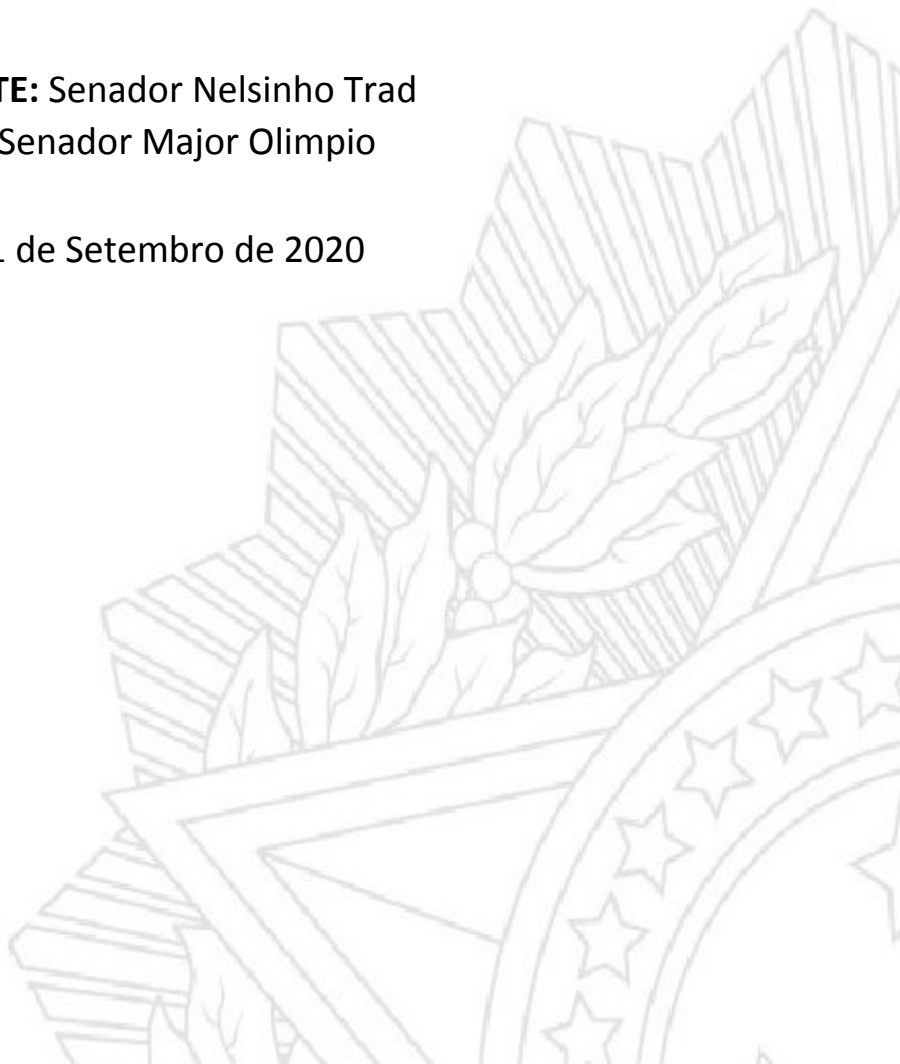 TE: Senador Nelsinho Trad
Senador Major Olimpio
de Setembro de 2020